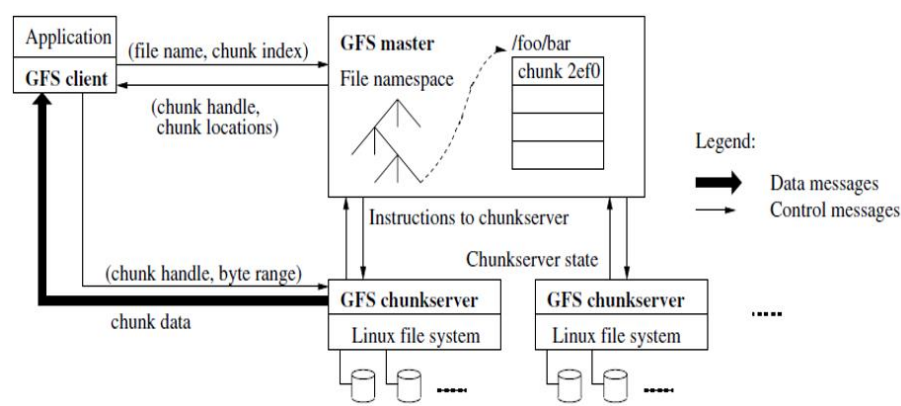 Application
GFS client
(file name, chunk index)
(chunk handle,
chunk locations)
GFS master
File namespace
/foo/bar
chunk 2ef0
Legend:
Data messages
Control messages
Instructions to chunkserver
Chunkserver state
(chunk handle, byte range)
chunk data
GFS chunkserver
Linux file system
GFS chunkserver
Linux file system